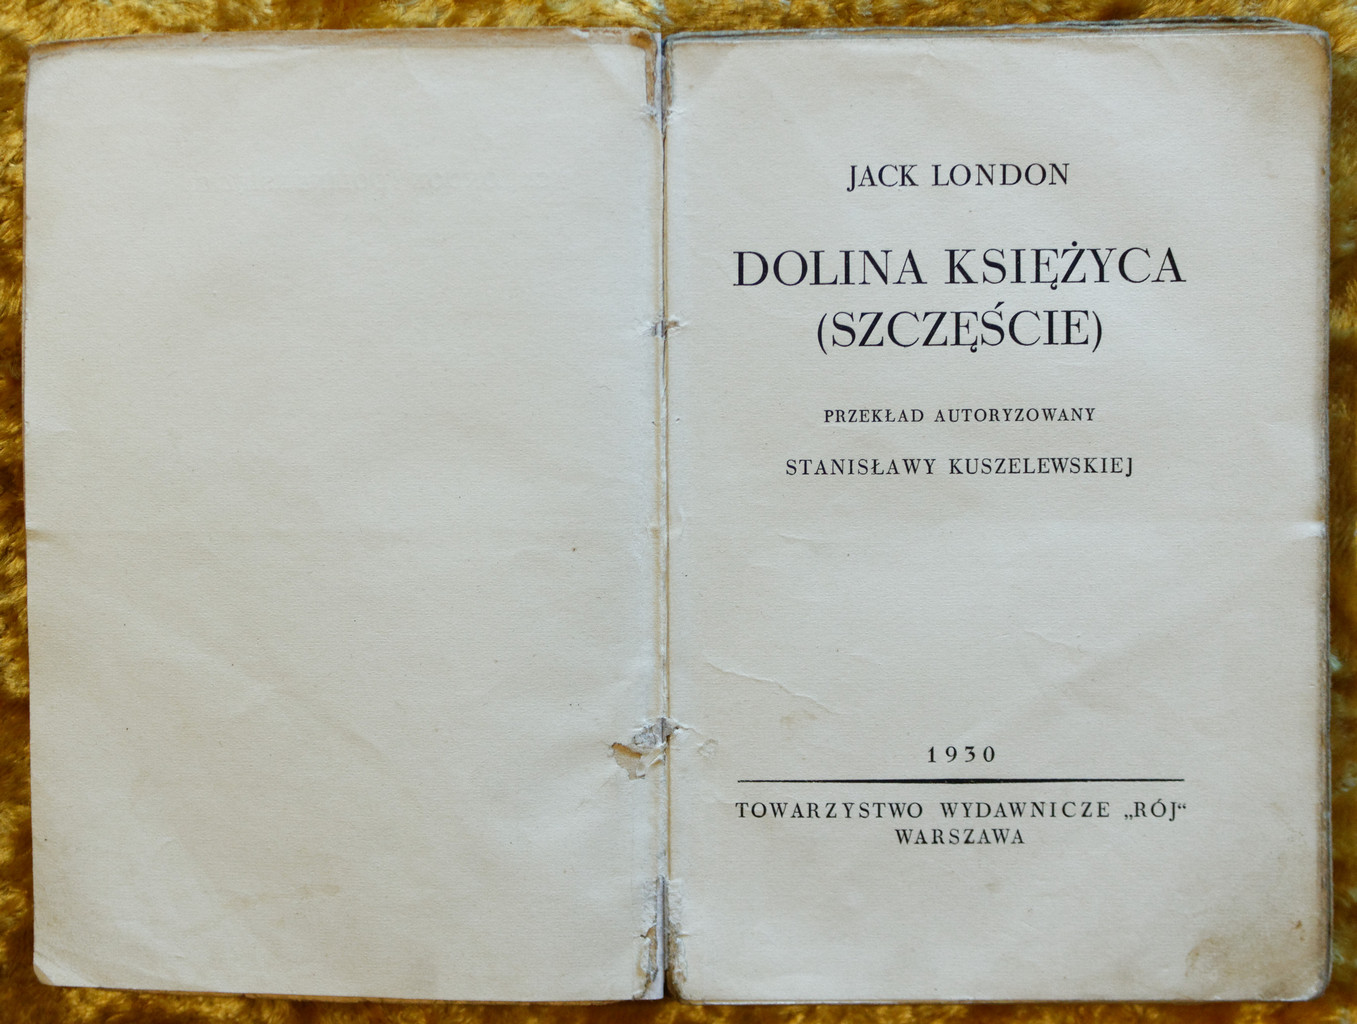 JACK LONDON
DOLINA KSIĘŻYCA
(SZCZĘŚCIE)
PRZEKŁAD AUTORYZOWANY
STANISŁAWY KUSZELEWSKIEJ
1930
TOWARZYSTWO WYDAWNICZE „RÓJ“
WARSZAWA